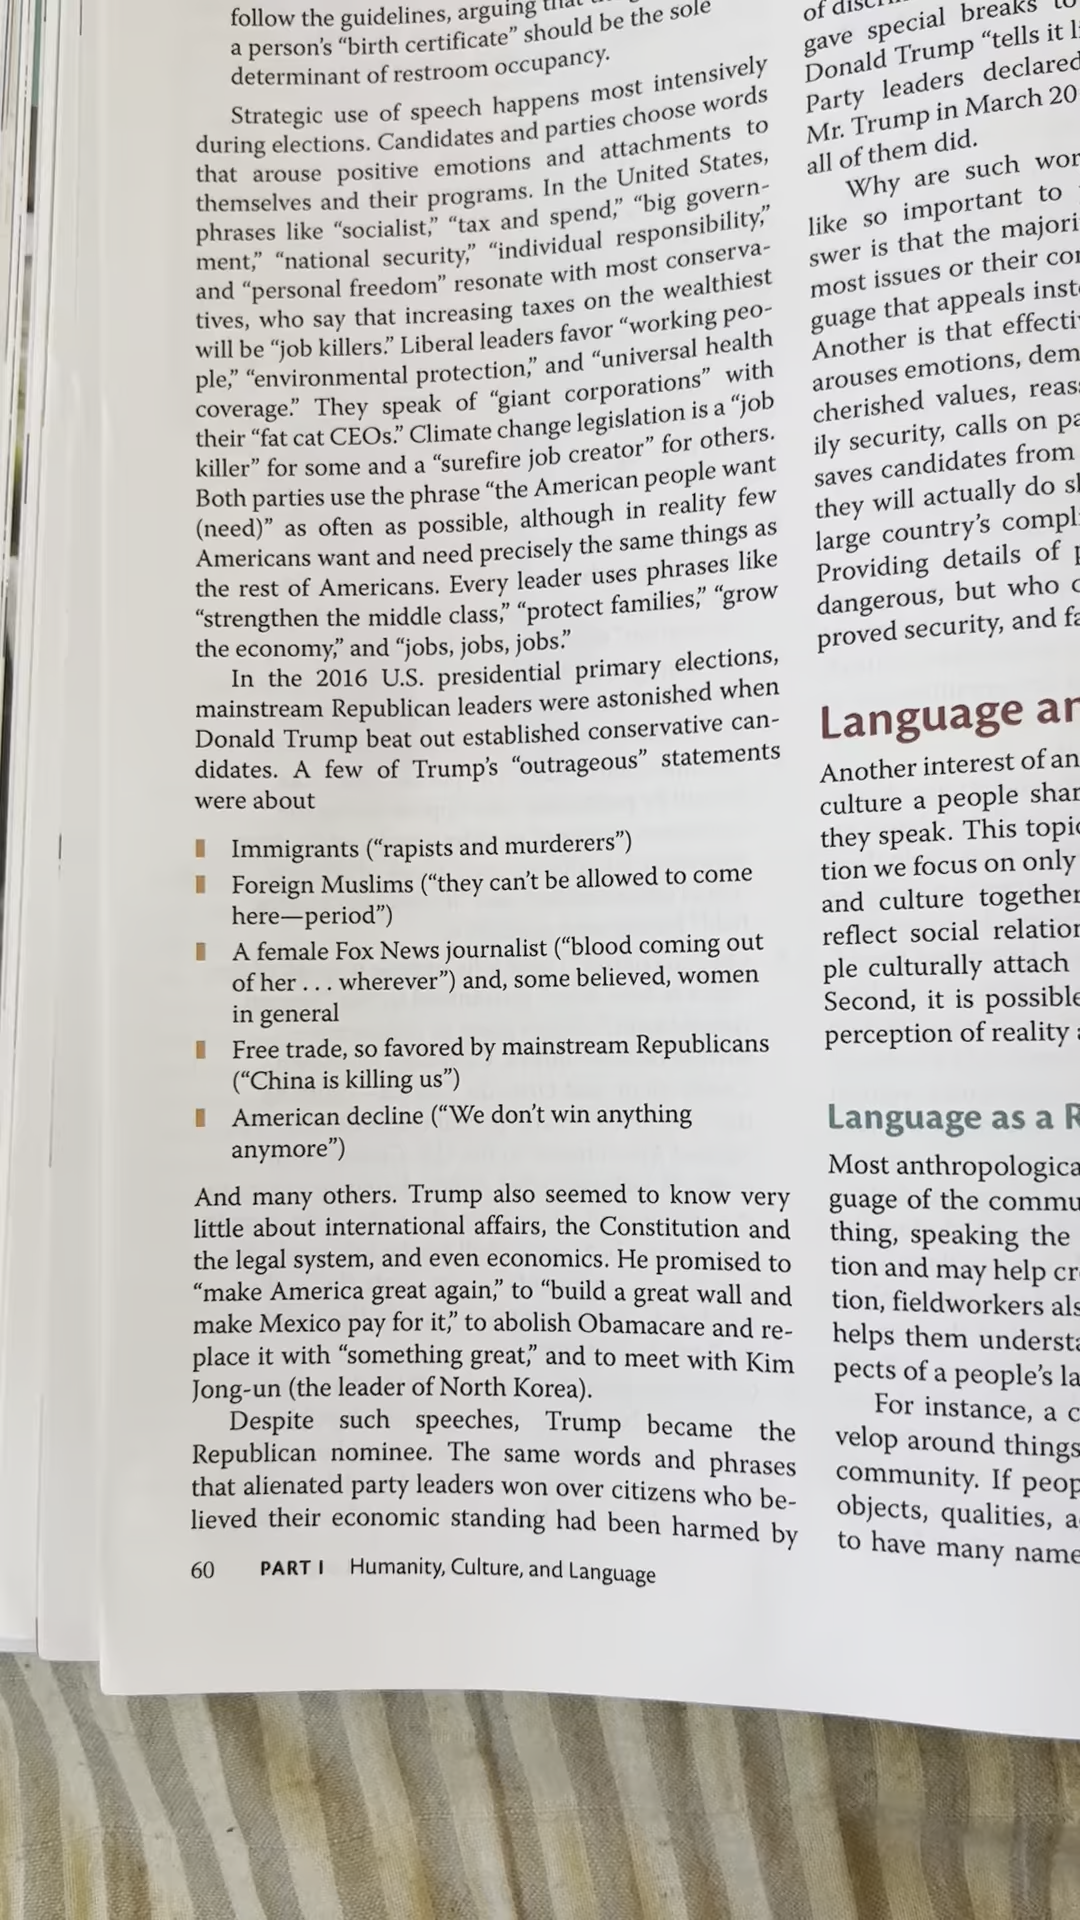 follow the guidelines, arguing that
a person's “birth certificate” should be the sole
determinant of restroom occupancy.
Strategic use of speech happens most intensively
during elections. Candidates and parties choose words
that arouse positive emotions and attachments to
themselves and their programs. In the United States,
phrases like “socialist,” “tax and spend,” “big govern-
ment,” “national security,” “individual responsibility,”
and “personal freedom” resonate with most conserva-
tives, who say that increasing taxes on the wealthiest
will be “job killers.” Liberal leaders favor “working peo-
ple,” “environmental protection,” and “universal health
coverage.” They speak of “giant corporations” with
their “fat cat CEOs.” Climate change legislation is a “job
killer” for some and a “surefire job creator” for others.
Both parties use the phrase “the American people want
(need)” as often as possible, although in reality few
Americans want and need precisely the same things as
the rest of Americans. Every leader uses phrases like
“strengthen the middle class,” “protect families,” “grow
the economy,” and “jobs, jobs, jobs.”
In the 2016 U.S. presidential primary elections,
mainstream Republican leaders were astonished when
Donald Trump beat out established conservative can-
didates. A few of Trump's “outrageous” statements
were about
Immigrants (“rapists and murderers”)
Foreign Muslims (“they can't be allowed to come
here—period”)
A female Fox News journalist (“blood coming out
of her . . . wherever”) and, some believed, women
in general
Free trade, so favored by mainstream Republicans
(“China is killing us”)
American decline (“We don't win anything
anymore”)
And many others. Trump also seemed to know very
little about international affairs, the Constitution and
the legal system, and even economics. He promised to
“make America great again,” to “build a great wall and
make Mexico pay for it,” to abolish Obamacare and re-
place it with “something great,” and to meet with Kim
Jong-un (the leader of North Korea).
Despite such speeches, Trump became the
Republican nominee. The same words and phrases
that alienated party leaders won over citizens who be-
lieved their economic standing had been harmed by
60 PART I Humanity, Culture, and Language
of
gave special breaks to
Donald Trump “tells it
Party leaders declared
Mr. Trump in March 20
all of them did.
Why are such wor
like so important to
swer is that the majori
most issues or their con
guage that appeals inst
Another is that effecti
arouses emotions, dem
cherished values, reas
ily security, calls on pa
saves candidates from
they will actually do s
large country's compl
Providing details of p
dangerous, but who c
proved security, and fa
Language an
Another interest of an
culture a people shar
they speak. This topic
tion we focus on only
and culture together
reflect social relation
ple culturally attach
Second, it is possible
perception of reality a
Language as a R
Most anthropologica
guage of the commu
thing, speaking the
tion and may help cr
tion, fieldworkers als
helps them understa
pects of a people's la
For instance, a c
velop around things
community. If peop
objects, qualities, a
to have many name